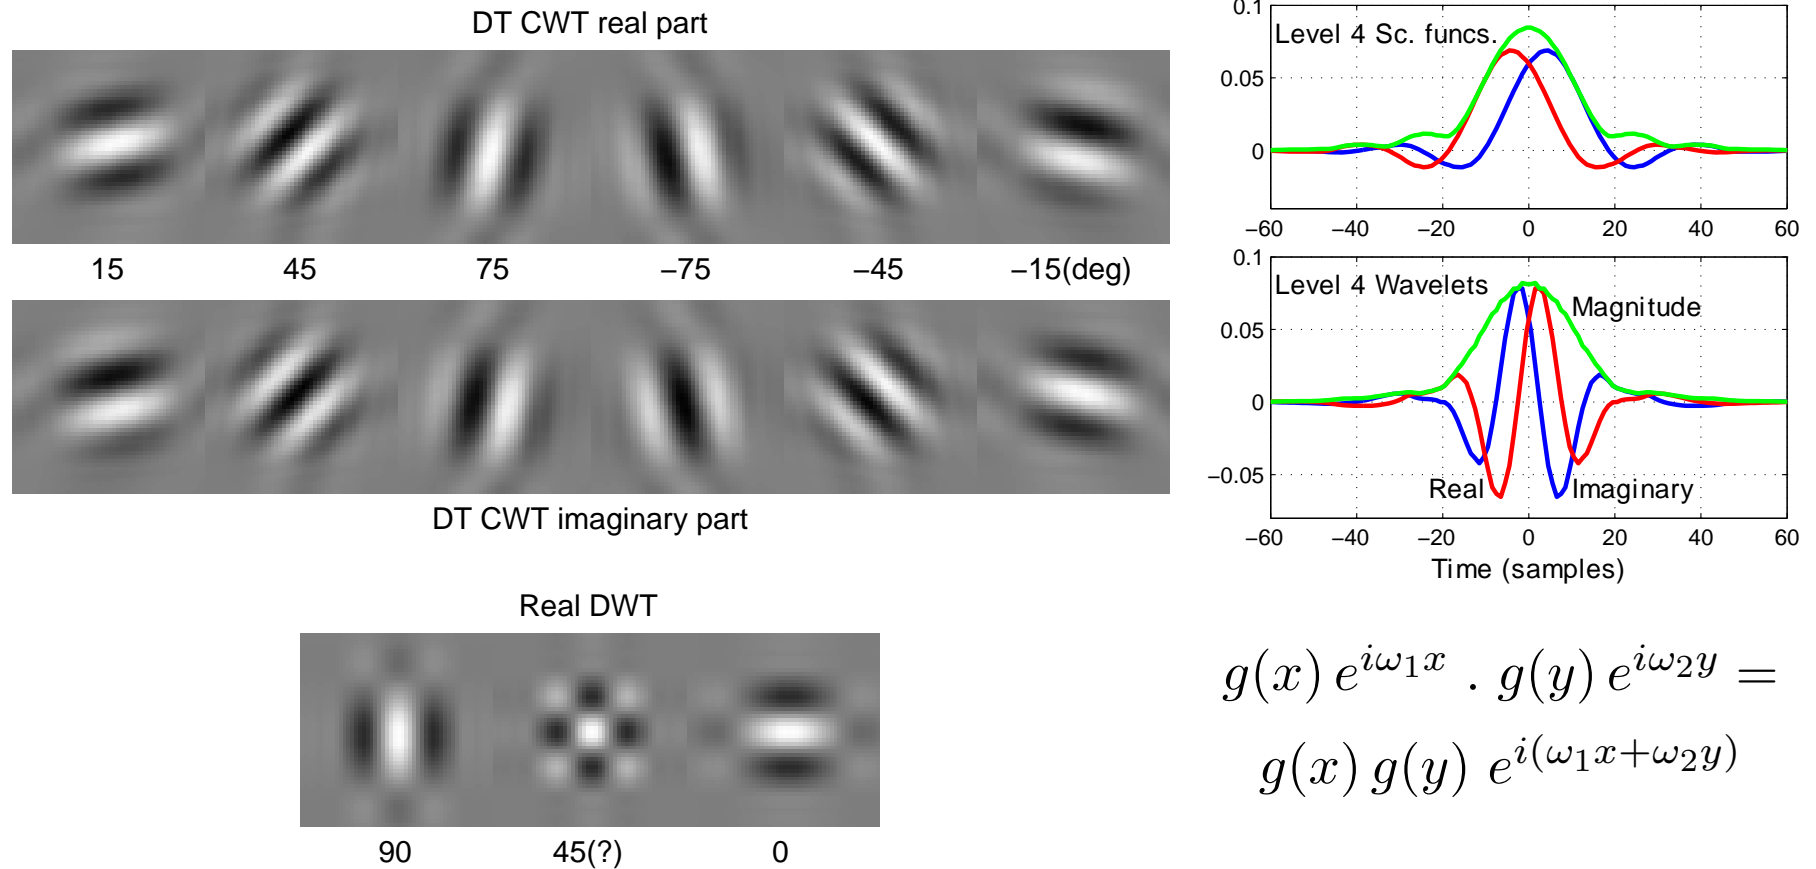 DT CWT real part
15 45 75 −75 −45 −15(deg)
DT CWT imaginary part
Real DWT
90 45(?) 0
Level 4 Sc. funcs.
0.1
0.05
0
−60 −40 −20 0 20 40 60
Level 4 Wavelets
Magnitude
Real
Imaginary
0.1
0.05
0
−0.05
−60 −40 −20 0 20 40 60
Time (samples)
g(x) e^{iω₁x} . g(y) e^{iω₂y} =
g(x) g(y) e^{i(ω₁x+ω₂y)}